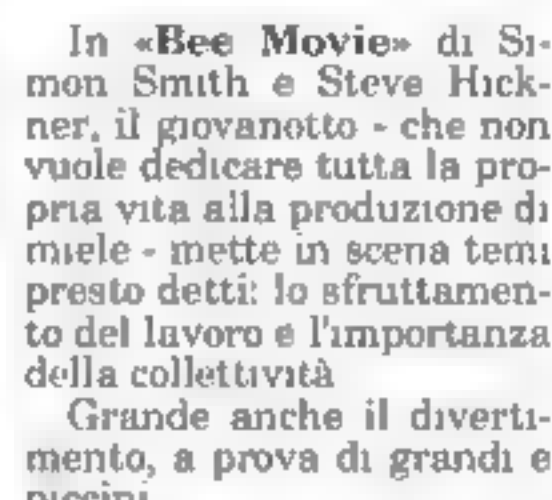 In «Bee Movie» di Si-
mon Smith e Steve Hick-
ner, il giovanotto - che non
vuole dedicare tutta la pro-
pria vita alla produzione di
miele - mette in scena temi
presto detti: lo sfruttamen-
to del lavoro e l'importanza
della collettività
Grande anche il diverti-
mento, a prova di grandi e
piccini